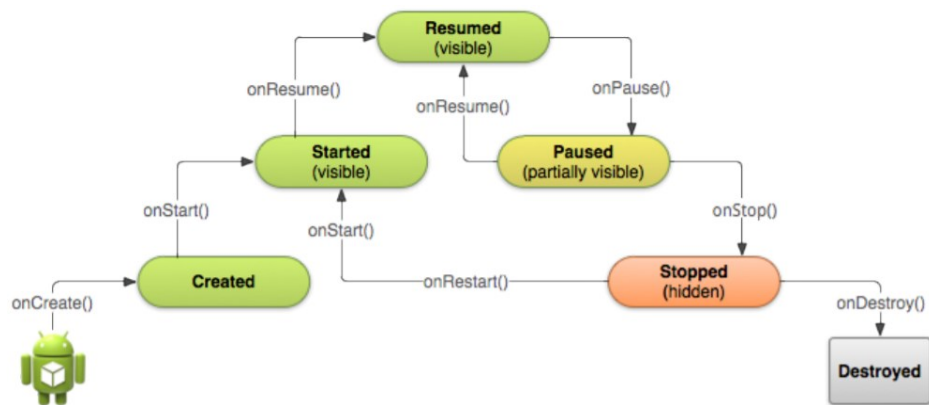 Resumed
(visible)
onResume()
onResume()
onPause()
Started
(visible)
Paused
(partially visible)
onStart()
onStart()
onStop()
Created
onRestart()
Stopped
(hidden)
onCreate()
onDestroy()
Destroyed